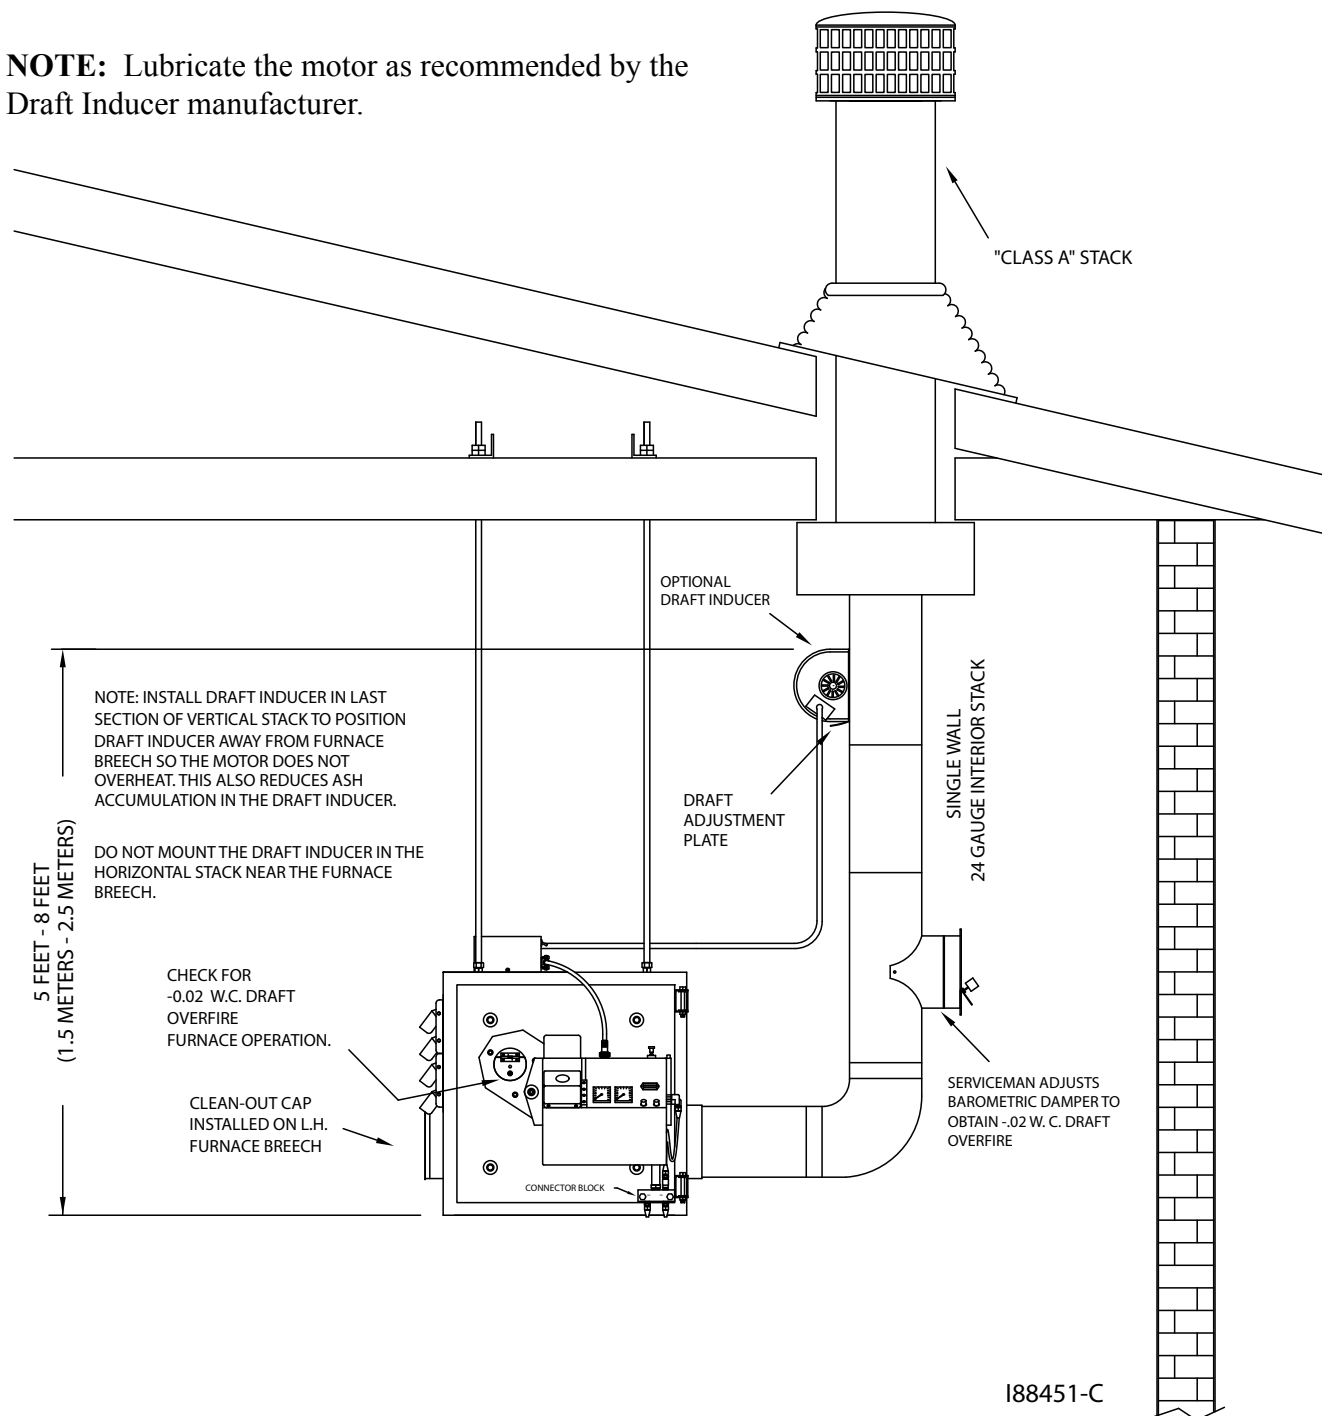 NOTE: Lubricate the motor as recommended by the
Draft Inducer manufacturer.
"CLASS A" STACK
OPTIONAL
DRAFT INDUCER
NOTE: INSTALL DRAFT INDUCER IN LAST
SECTION OF VERTICAL STACK TO POSITION
DRAFT INDUCER AWAY FROM FURNACE
BREECH SO THE MOTOR DOES NOT
OVERHEAT. THIS ALSO REDUCES ASH
ACCUMULATION IN THE DRAFT INDUCER.
DO NOT MOUNT THE DRAFT INDUCER IN THE
HORIZONTAL STACK NEAR THE FURNACE
BREECH.
5 FEET - 8 FEET
(1.5 METERS - 2.5 METERS)
DRAFT
ADJUSTMENT
PLATE
SINGLE WALL
24 GAUGE INTERIOR STACK
CHECK FOR
-0.02 W.C. DRAFT
OVERFIRE
FURNACE OPERATION.
CLEAN-OUT CAP
INSTALLED ON L.H.
FURNACE BREECH
SERVICEMAN ADJUSTS
BAROMETRIC DAMPER TO
OBTAIN -.02 W. C. DRAFT
OVERFIRE
CONNECTOR BLOCK
I88451-C